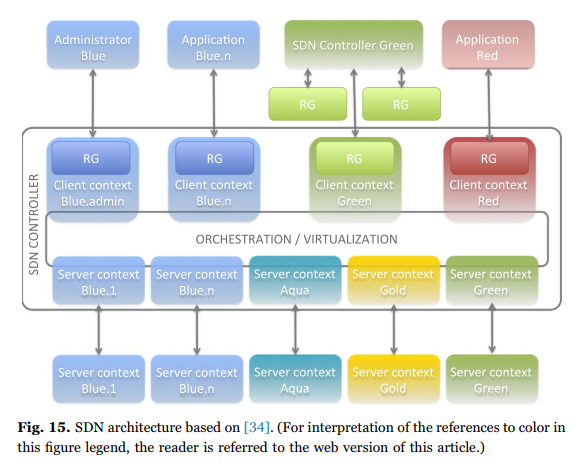 Administrator
Blue
Application
Blue.n
SDN Controller Green
Application
Red
RG
RG
RG
Client context
Blue.admin
RG
Client context
Blue.n
RG
Client context
Green
RG
Client context
Red
SDN CONTROLLER
ORCHESTRATION / VIRTUALIZATION
Server context
Blue.1
Server context
Blue.n
Server context
Aqua
Server context
Gold
Server context
Green
Server context
Blue.1
Server context
Blue.n
Server context
Aqua
Server context
Gold
Server context
Green
Fig. 15. SDN architecture based on [34]. (For interpretation of the references to color in
this figure legend, the reader is referred to the web version of this article.)